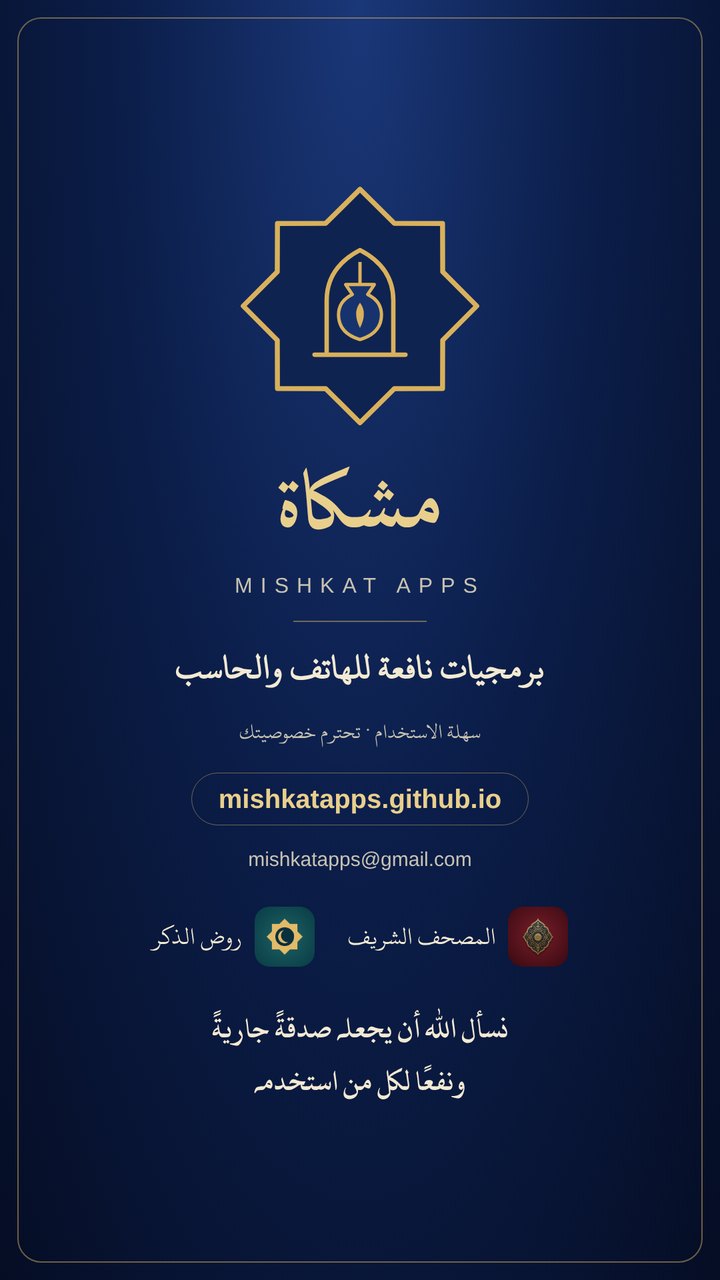 مشكاة
MISHKAT APPS
برمجيات نافعة للهاتف والحاسب
سهلة الاستخدام · تحترم خصوصيتك
mishkatapps.github.io
mishkatapps@gmail.com
المصحف الشريف روض الذكر
نسأل الله أن يجعله صدقةً جاريةً
ونفعًا لكل من استخدمه